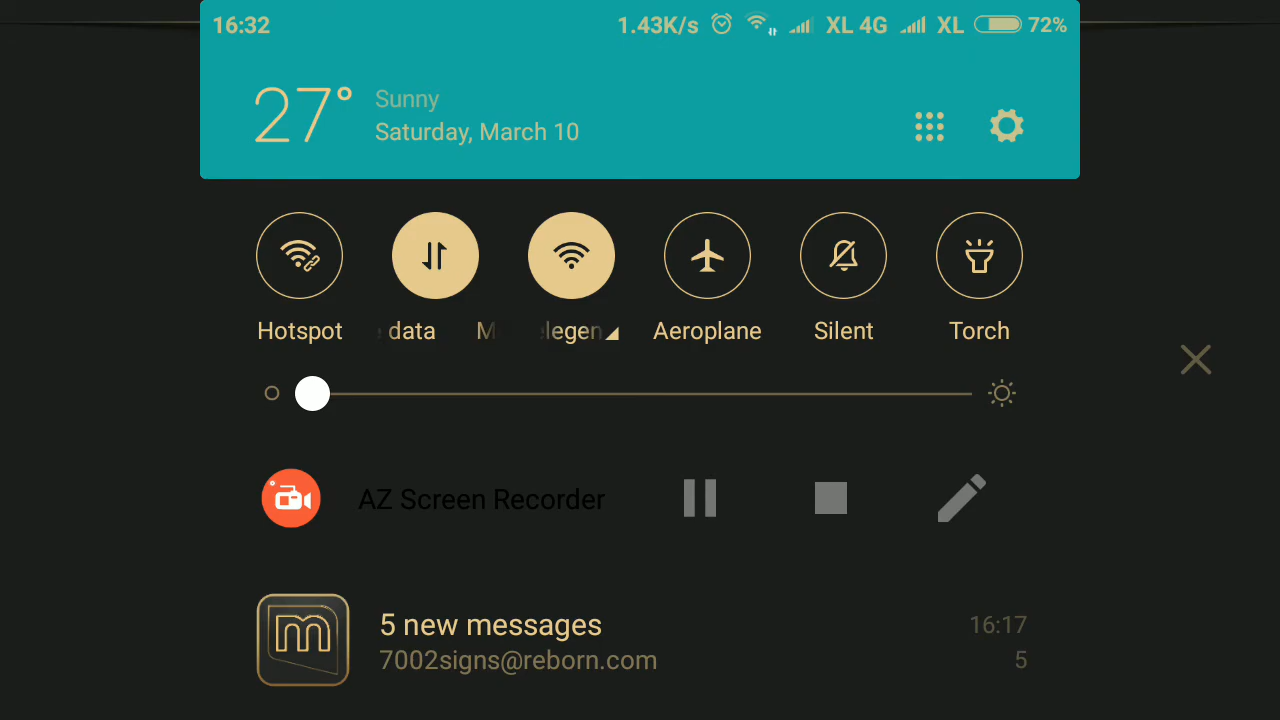 16:32 1.43K/s XL 4G XL 72%
27° Sunny
Saturday, March 10
Hotspot data M legen Aeroplane Silent Torch
AZ Screen Recorder
5 new messages 16:17
7002signs@reborn.com 5